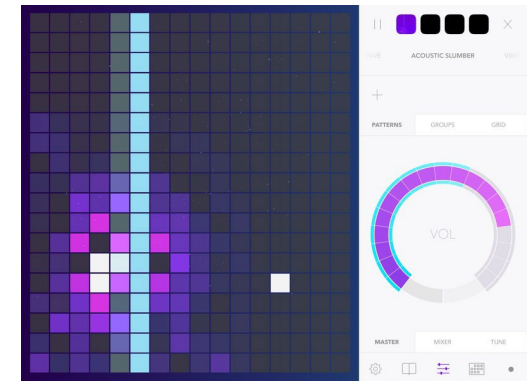 ACOUSTIC SLUMBER
PATTERNS GROUPS GRID
VOL
MASTER MIXER TUNE